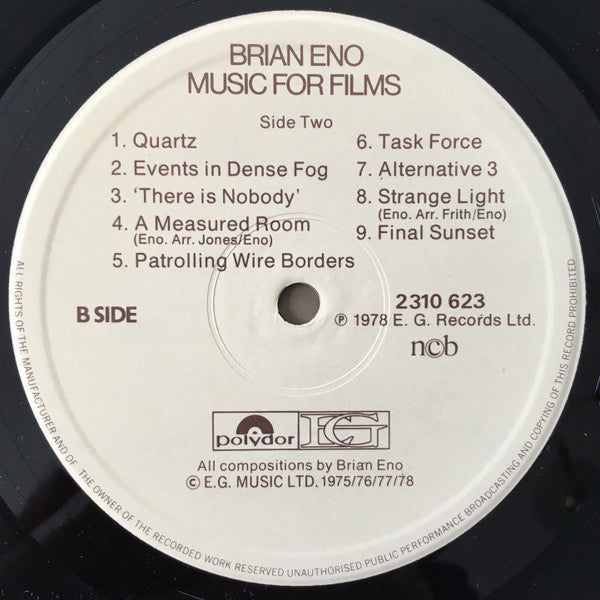 BRIAN ENO
MUSIC FOR FILMS
Side Two
1. Quartz
2. Events in Dense Fog
3. ‘There is Nobody’
4. A Measured Room
(Eno. Arr. Jones/Eno)
5. Patrolling Wire Borders
6. Task Force
7. Alternative 3
8. Strange Light
(Eno. Arr. Frith/Eno)
9. Final Sunset
B SIDE
2310 623
Ⓟ 1978 E. G. Records Ltd.
n©b
polydor
EG
All compositions by Brian Eno
© E.G. MUSIC LTD. 1975/76/77/78
ALL RIGHTS OF THE MANUFACTURER AND OF THE OWNER OF THE RECORDED WORK RESERVED UNAUTHORISED PUBLIC PERFORMANCE BROADCASTING AND COPYING OF THIS RECORD PROHIBITED